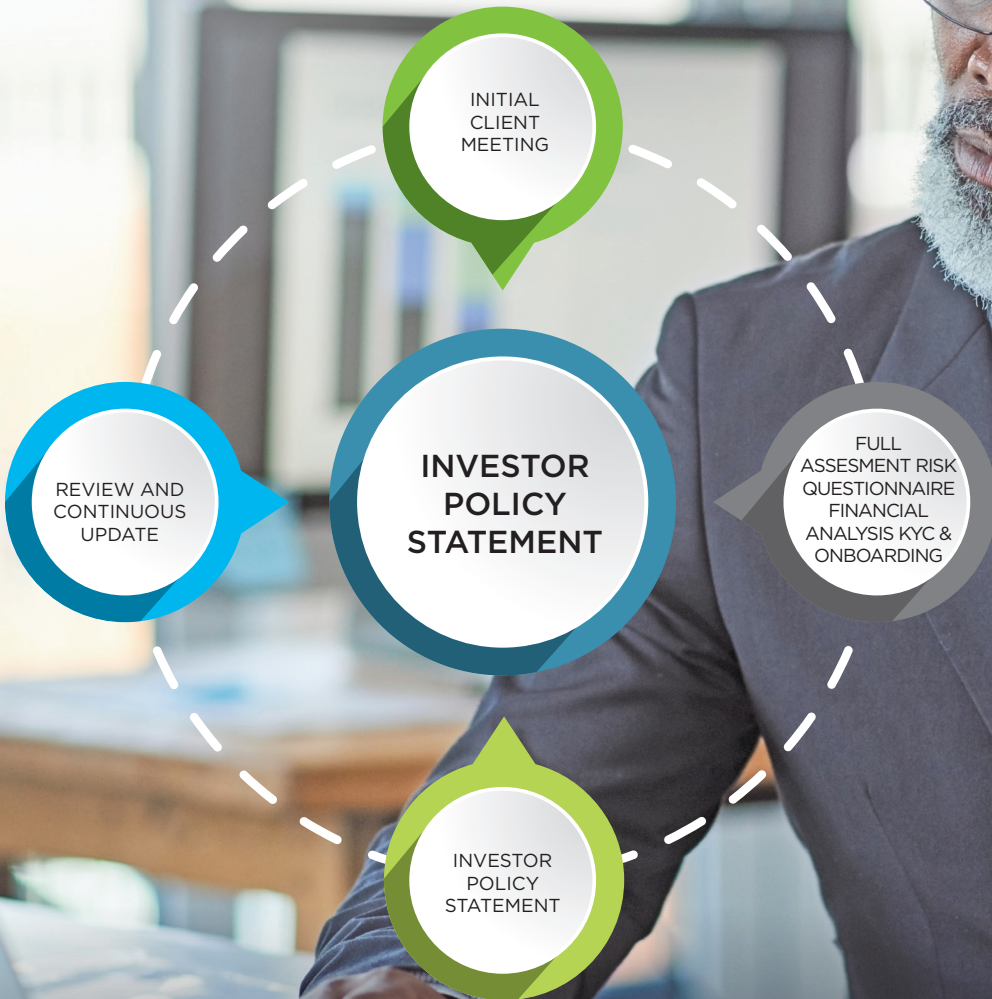 INITIAL
CLIENT
MEETING
INVESTOR
POLICY
STATEMENT
FULL
ASSESMENT RISK
QUESTIONNAIRE
FINANCIAL
ANALYSIS KYC &
ONBOARDING
REVIEW AND
CONTINUOUS
UPDATE
INVESTOR
POLICY
STATEMENT